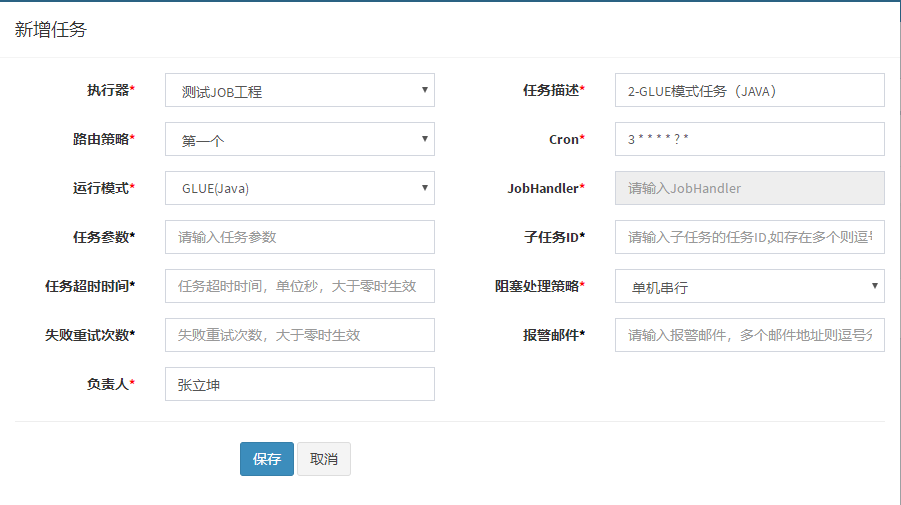 新增任务
执行器* 测试JOB工程 任务描述* 2-GLUE模式任务（JAVA）
路由策略* 第一个 Cron* 3 * * * * ? *
运行模式* GLUE(Java) JobHandler* 请输入JobHandler
任务参数* 请输入任务参数 子任务ID* 请输入子任务的任务ID,如存在多个则逗号
任务超时时间* 任务超时时间，单位秒，大于零时生效 阻塞处理策略* 单机串行
失败重试次数* 失败重试次数，大于零时生效 报警邮件* 请输入报警邮件，多个邮件地址则逗号分
负责人* 张立坤
保存 取消